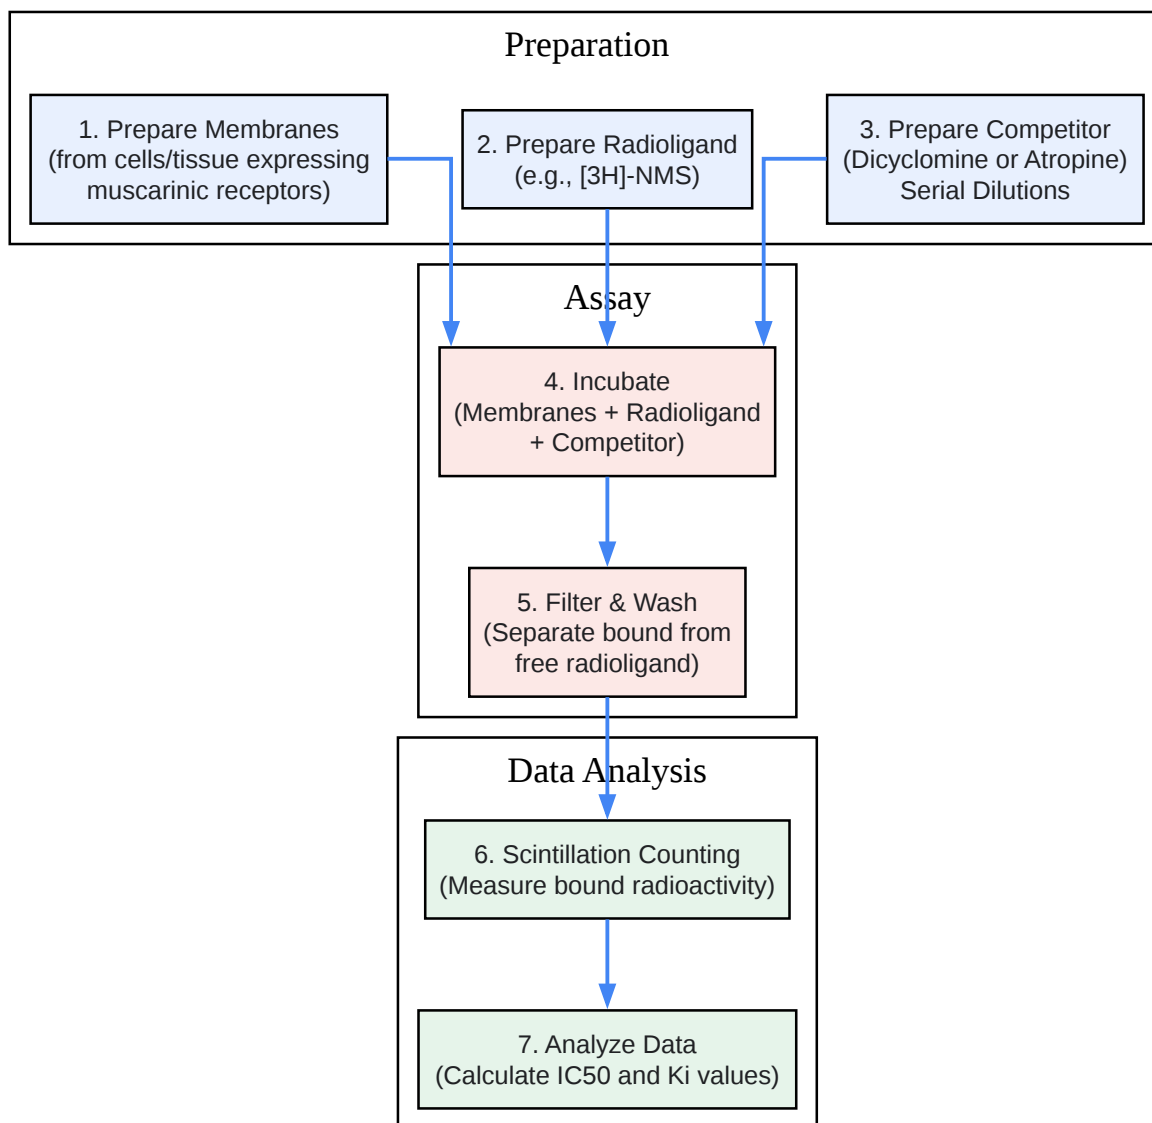 Preparation
1. Prepare Membranes
(from cells/tissue expressing
muscarinic receptors)
2. Prepare Radioligand
(e.g., [3H]-NMS)
3. Prepare Competitor
(Dicyclomine or Atropine)
Serial Dilutions
Assay
4. Incubate
(Membranes + Radioligand
+ Competitor)
5. Filter & Wash
(Separate bound from
free radioligand)
Data Analysis
6. Scintillation Counting
(Measure bound radioactivity)
7. Analyze Data
(Calculate IC50 and Ki values)